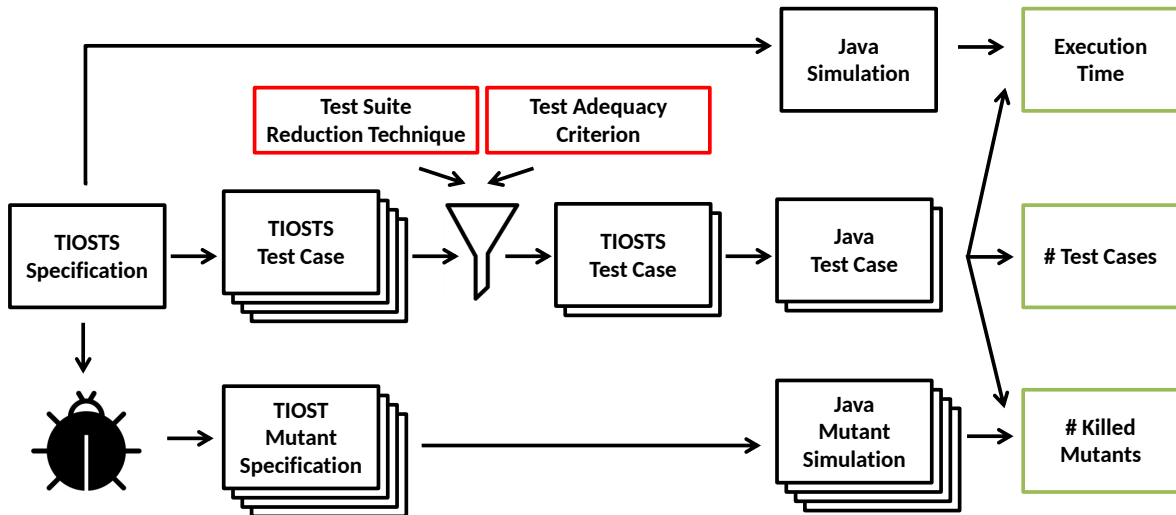 Java
Simulation
Execution
Time
Test Suite
Reduction Technique
Test Adequacy
Criterion
TIOSTS
Specification
TIOSTS
Test Case
TIOSTS
Test Case
Java
Test Case
# Test Cases
TIOST
Mutant
Specification
Java
Mutant
Simulation
# Killed
Mutants